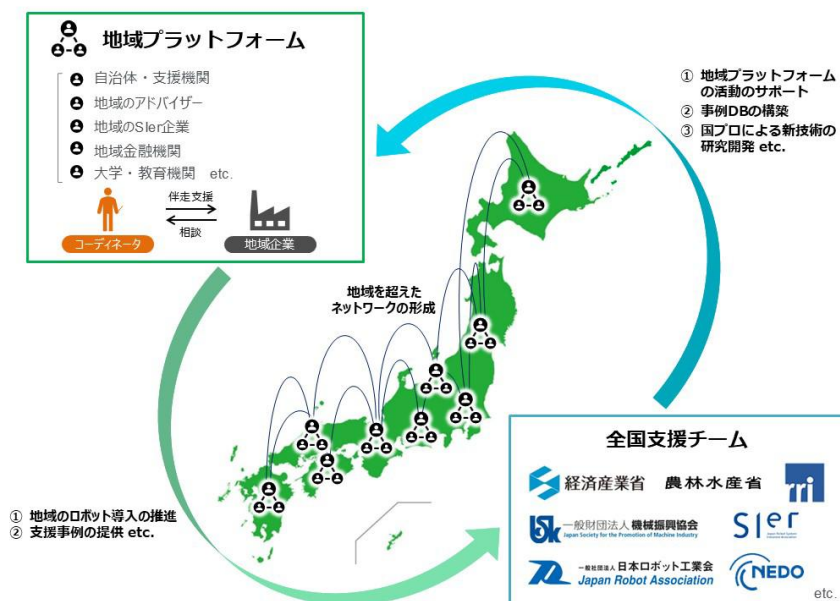 地域プラットフォーム
自治体・支援機関
地域のアドバイザー
地域のSIer企業
地域金融機関
大学・教育機関 etc.
伴走支援
相談
コーディネータ
地域企業
① 地域プラットフォーム
の活動のサポート
② 事例DBの構築
③ 国プロによる新技術の
研究開発 etc.
地域を超えた
ネットワークの形成
① 地域のロボット導入の推進
② 支援事例の提供 etc.
全国支援チーム
経済産業省
農林水産省
rri
一般財団法人 機械振興協会
Japan Society for the Promotion of Machine Industry
SIer
一般社団法人 日本ロボット工業会
Japan Robot Association
NEDO
etc